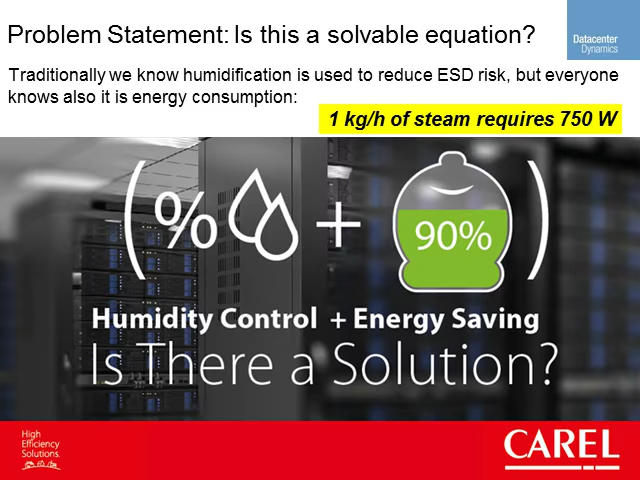 Problem Statement: Is this a solvable equation?
Datacenter
Dynamics
Traditionally we know humidification is used to reduce ESD risk, but everyone
knows also it is energy consumption:
1 kg/h of steam requires 750 W
( % + 90% )
Humidity Control + Energy Saving
Is There a Solution?
High
Efficiency
Solutions.
CAREL